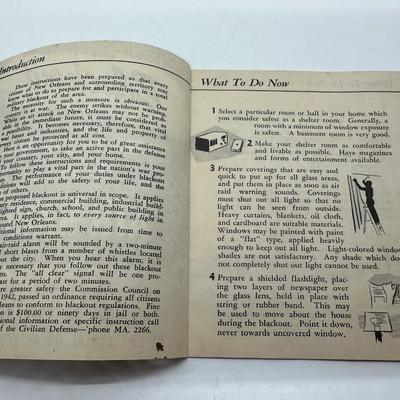 Introduction
These instructions have been prepared so that every
citizen of New Orleans and surrounding territory may
know what to do to prepare for and participate in a total
military blackout of the area.
The necessity for such a measure is obvious. Our
country is at war. The enemy strikes without warning.
While attacks on New Orleans may not be
in the immediate future, it must be considered as
a possibility. It becomes necessary, therefore, that vital
areas and industries, and the life and property of
citizens be protected at all cost.
is an opportunity for you to be of great assistance
government, to take an active part in the defense
your country, your city, and your home.
follow these instructions and requirements is your
opportunity to play a vital part in the nation's war
The performance of your duties under blackout
conditions will add to the safety of your life, and the
of others.
proposed blackout is universal in scope. It applies
every residence, commercial building, industrial build-
lighted sign, church, school, and public building in
area. It applies, in fact, to every source of light in
around New Orleans.
Additional information may be issued from time to
conditions warrant.
air-raid alarm will be sounded by a two-minute
of short blasts from a number of whistles located
out the city. When you hear this alarm, it is
necessary that you follow out these blackout
The "all clear" signal will be one pro-
blast for a period of two minutes.
greater safety the Commission Council on
1942, passed an ordinance requiring all citizens
Orleans to conform to blackout regulations. Fine
is $100.00 or ninety days in jail or both.
additional information or specific instruction call
of the Civilian Defense—'phone MA. 2266.
What To Do Now
1 Select a particular room or hall in your home which
you consider safest as a shelter room. Generally, a
room with a minimum of window exposure
is safest. A basement room is very good.
2 Make your shelter room as comfortable
and livable as possible. Have magazines
and forms of entertainment available.
3 Prepare coverings that are easy and
quick to put up for all glass areas,
and put them in place as soon as air
raid warning sounds. Coverings
must shut out all light so that no
light can be seen from outside.
Heavy curtains, blankets, oil cloth,
and cardboard are suitable materials.
Windows may be painted with paint
of a "flat" type, applied heavily
enough to keep out all light. Light-colored window
shades are not satisfactory. Any shade which does
not completely shut out light cannot be used.
4 Prepare a shielded flashlight, plac-
ing two layers of newspaper over
the glass lens, held in place with
string or rubber band. This may
be used to move about the house
during the blackout. Point it down,
never towards uncovered window.